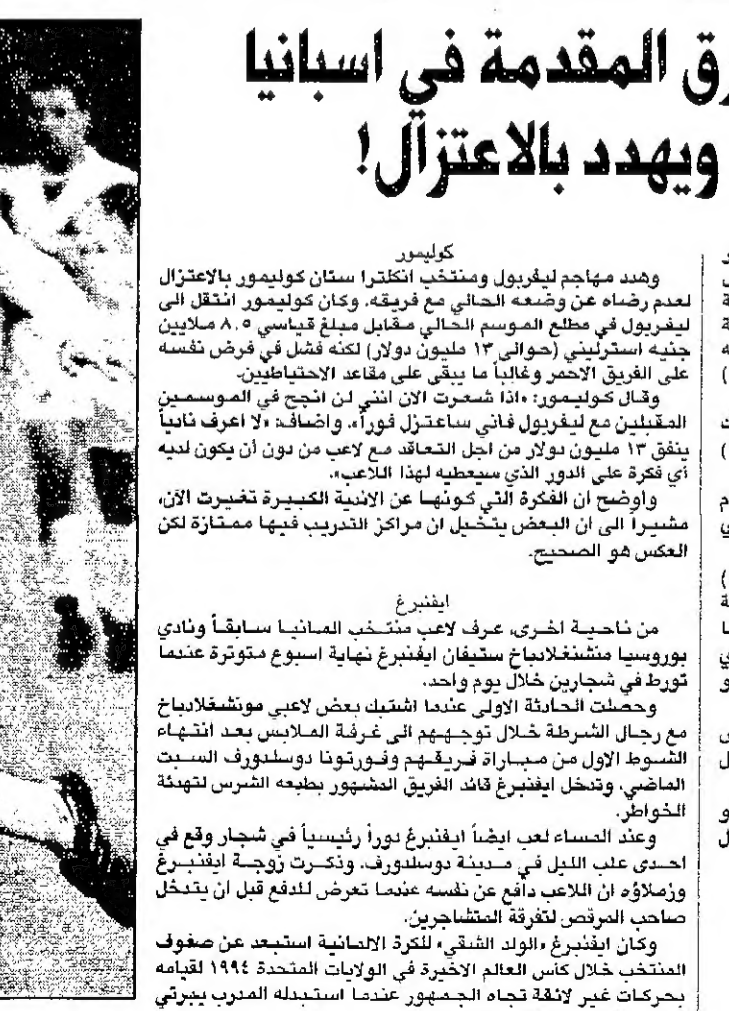 ق المقدمة في اسبانيا
ويهدد بالاعتزال!
كوليمور
وهدد مهاجم ليفربول ومنتخب انكلترا ستان كوليمور بالاعتزال
لعدم رضاه عن وضعه الحالي مع فريقه. وكان كوليمور انتقل الى
ليفربول في مطلع الموسم الحالي مقابل مبلغ قياسي ٨,٥ ملايين
جنيه استرليني (حوالى ١٣ مليون دولار) لكنه فشل في فرض نفسه
على الفريق الاحمر وغالباً ما يبقى على مقاعد الاحتياطيين.
وقال كوليمور: «اذا شعرت الان انني لن انجح في الموسمين
المقبلين مع ليفربول فاني ساعتزل فوراً». واضاف: «لا اعرف نادياً
ينفق ١٣ مليون دولار من اجل التعاقد مع لاعب من دون أن يكون لديه
أي فكرة على الدور الذي سيعطيه لهذا اللاعب».
واوضح ان الفكرة التي كونها عن الاندية الكبيرة تغيرت الآن،
مشيراً الى ان البعض يتخيل ان مراكز التدريب فيها ممتازة لكن
العكس هو الصحيح.
ايفنبرغ
من ناحية اخرى، عرف لاعب منتخب المانيا سابقاً ونادي
بوروسيا منشنغلادباخ ستيفان ايفنبرغ نهاية اسبوع متوترة عندما
تورط في شجارين خلال يوم واحد.
وحصلت الحادثة الاولى عندما اشتبك بعض لاعبي مونشنغلادباخ
مع رجال الشرطة خلال توجههم الى غرفة الملابس بعد انتهاء
الشوط الاول من مباراة فريقهم وفورتونا دوسلدورف السبت
الماضي. وتدخل ايفنبرغ قائد الفريق المشهور بطبعه الشرس لتهدئة
الخواطر.
وعند المساء لعب ايضاً ايفنبرغ دوراً رئيسياً في شجار وقع في
احدى علب الليل في مدينة دوسلدورف. وذكرت زوجة ايفنبرغ
وزملاؤه ان اللاعب دافع عن نفسه عندما تعرض للدفع قبل ان يتدخل
صاحب المرقص لتفرقة المتشاجرين.
وكان ايفنبرغ «الولد الشقي» للكرة الالمانية استبعد عن صفوف
المنتخب خلال كأس العالم الاخيرة في الولايات المتحدة ١٩٩٤ لقيامه
بحركات غير لائقة تجاه الجمهور عندما استبدله المدرب بيرتي